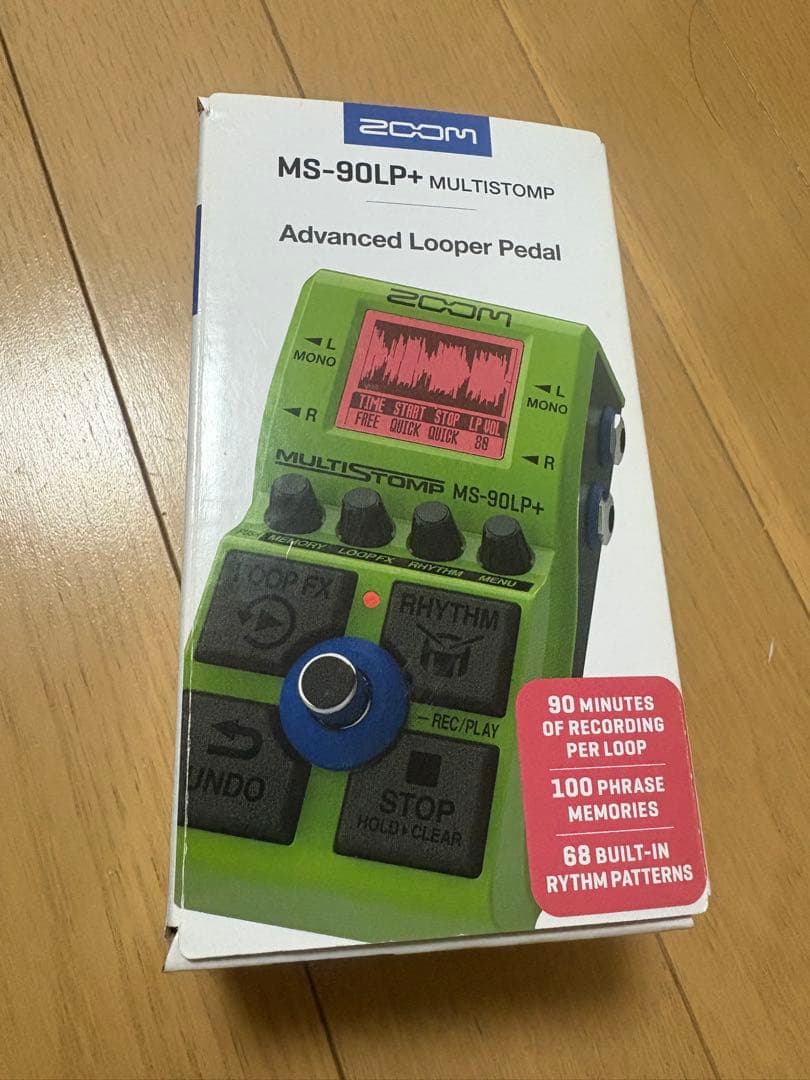 ZOOM
MS-90LP+ MULTISTOMP
Advanced Looper Pedal
ZOOM
L
MONO
R
TIME START STOP LP VOL
FREE QUICK QUICK 80
L
MONO
R
MULTISTOMP MS-90LP+
MEMORY LOOP FX RHYTHM MENU
LOOP FX
RHYTHM
REC/PLAY
UNDO
STOP
HOLD▶CLEAR
90 MINUTES
OF RECORDING
PER LOOP
100 PHRASE
MEMORIES
68 BUILT-IN
RYTHM PATTERNS